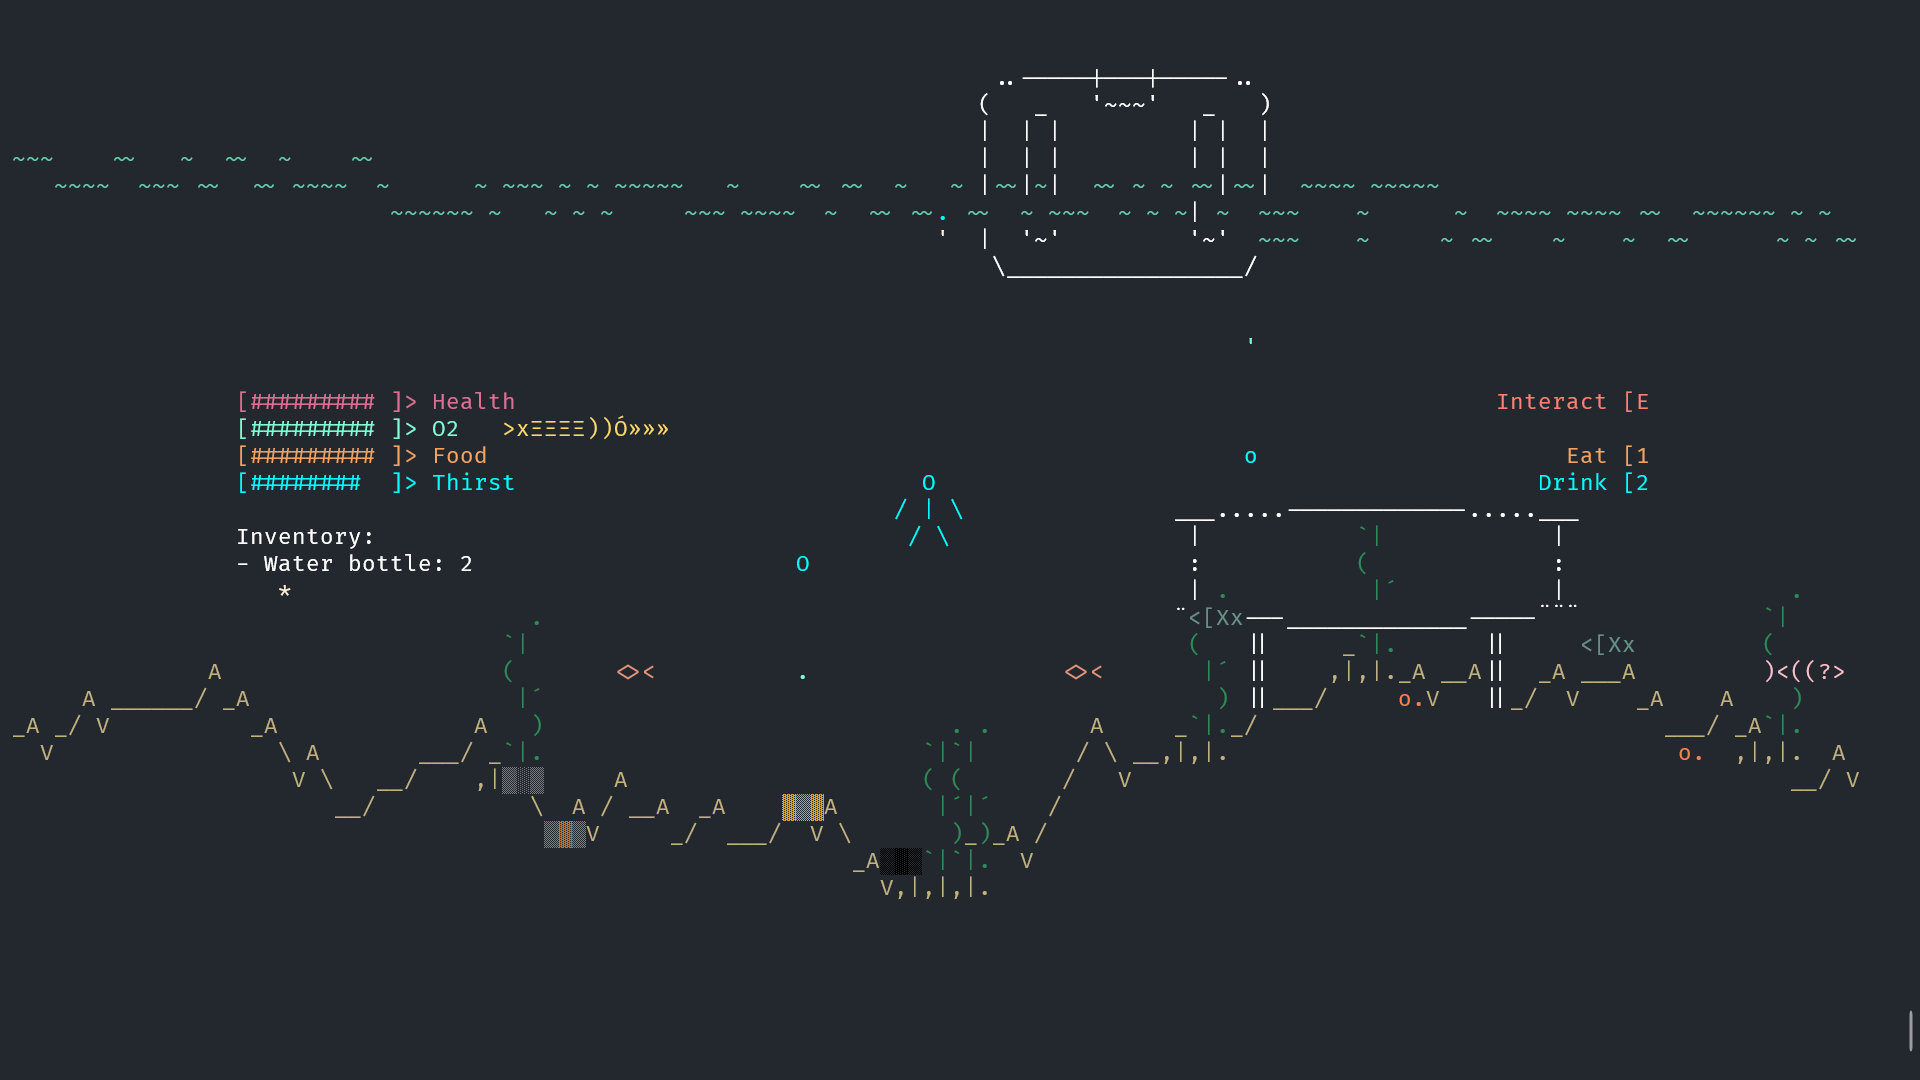 [######### ]> Health
[######### ]> O2
[######### ]> Food
[######## ]> Thirst
Inventory:
- Water bottle: 2
Interact [E
Eat [1
Drink [2